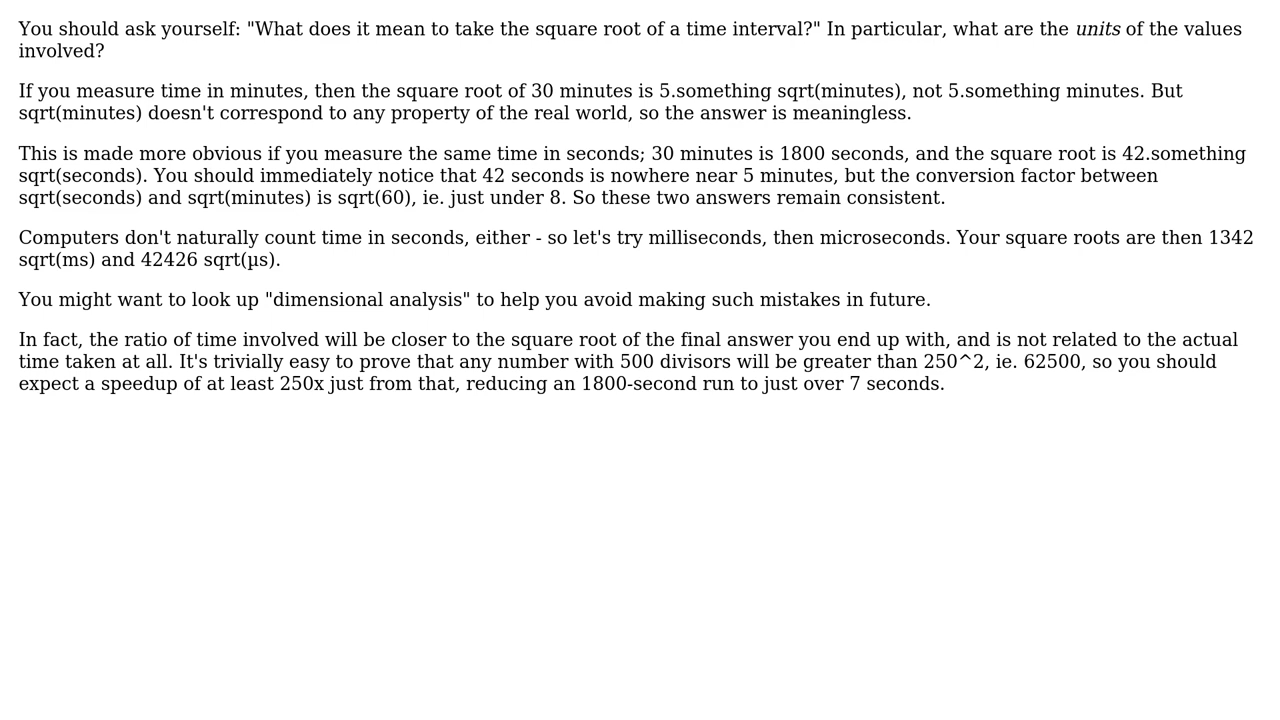 You should ask yourself: "What does it mean to take the square root of a time interval?" In particular, what are the units of the values
involved?
If you measure time in minutes, then the square root of 30 minutes is 5.something sqrt(minutes), not 5.something minutes. But
sqrt(minutes) doesn't correspond to any property of the real world, so the answer is meaningless.
This is made more obvious if you measure the same time in seconds; 30 minutes is 1800 seconds, and the square root is 42.something
sqrt(seconds). You should immediately notice that 42 seconds is nowhere near 5 minutes, but the conversion factor between
sqrt(seconds) and sqrt(minutes) is sqrt(60), ie. just under 8. So these two answers remain consistent.
Computers don't naturally count time in seconds, either - so let's try milliseconds, then microseconds. Your square roots are then 1342
sqrt(ms) and 42426 sqrt(µs).
You might want to look up "dimensional analysis" to help you avoid making such mistakes in future.
In fact, the ratio of time involved will be closer to the square root of the final answer you end up with, and is not related to the actual
time taken at all. It's trivially easy to prove that any number with 500 divisors will be greater than 250^2, ie. 62500, so you should
expect a speedup of at least 250x just from that, reducing an 1800-second run to just over 7 seconds.